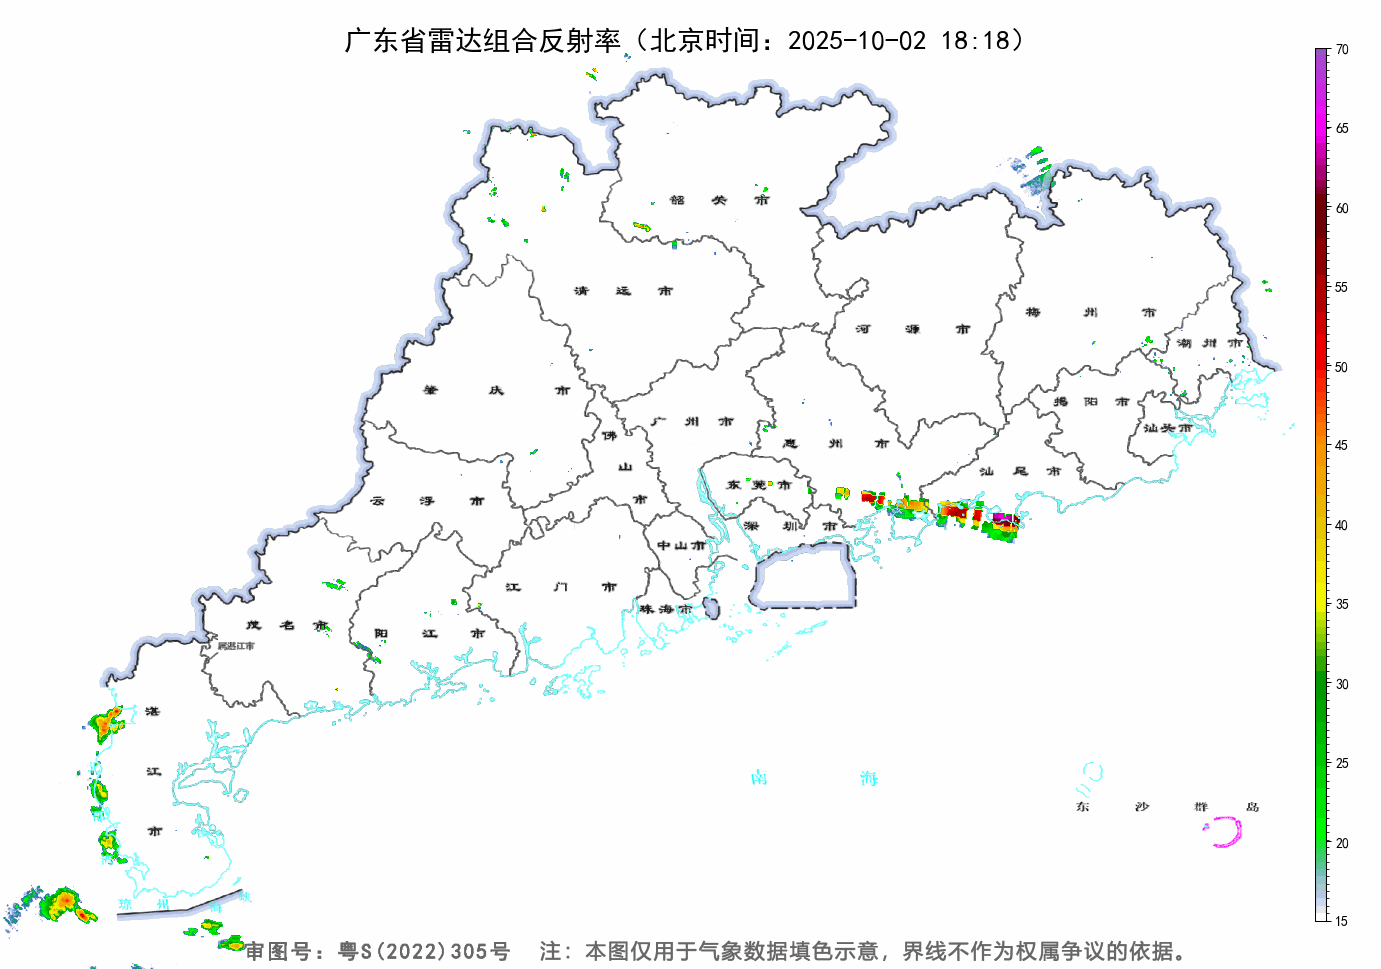 广东省雷达组合反射率（北京时间：2025-10-02 18:18）
70
65
60
55
50
45
40
35
30
25
20
15
韶 关 市
清 远 市
河 源 市
梅 州 市
潮 州 市
肇 庆 市
广 州 市
揭 阳 市
汕头市
佛 山 市
惠 州 市
汕 尾 市
云 浮 市
东 莞 市
深 圳 市
中山市
江 门 市
珠海市
茂 名 市
阳 江 市
属湛江市
湛 江 市
南 海
东 沙 群 岛
琼 州 海 峡
审图号：粤S(2022)305号 注：本图仅用于气象数据填色示意，界线不作为权属争议的依据。